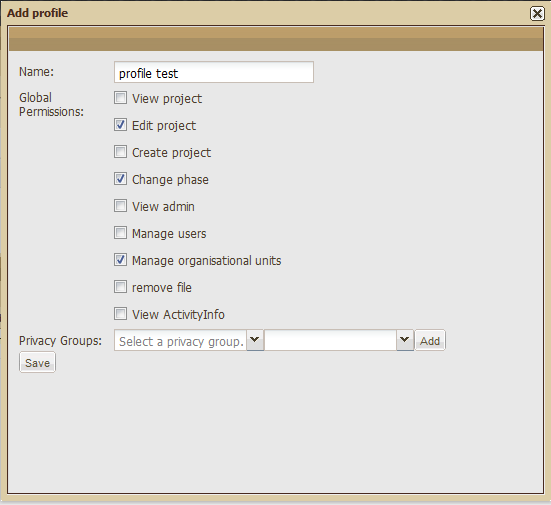 Add profile
Name:
profile test
Global
Permissions:
View project
Edit project
Create project
Change phase
View admin
Manage users
Manage organisational units
remove file
View ActivityInfo
Privacy Groups:
Select a privacy group.
Add
Save